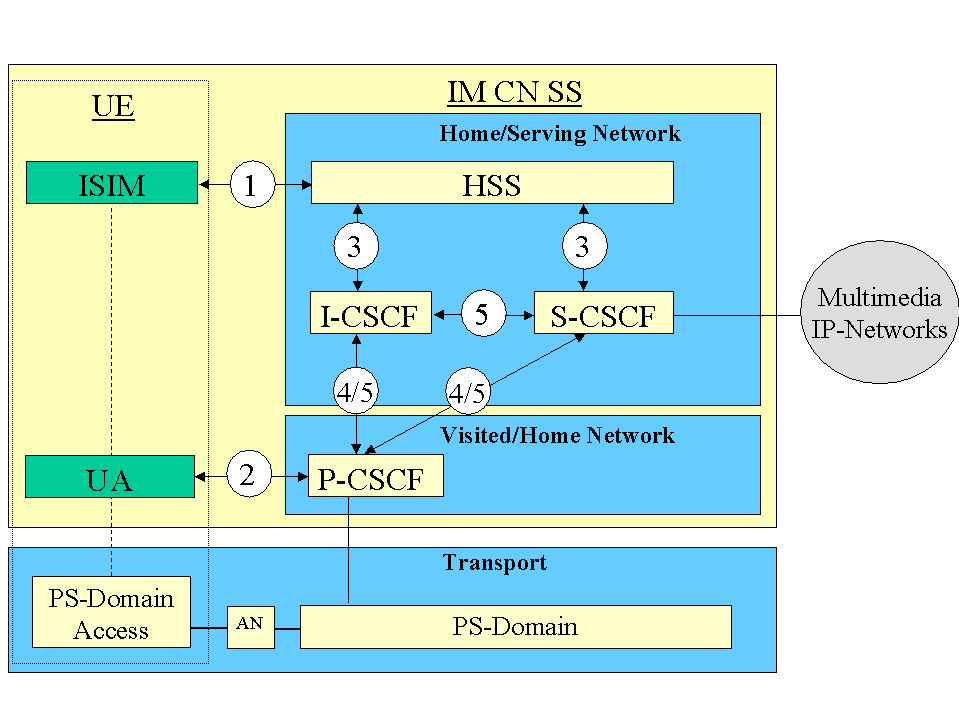 UE
IM CN SS
Home/Serving Network
ISIM
1
HSS
3
3
I-CSCF
5
S-CSCF
Multimedia
IP-Networks
4/5
4/5
Visited/Home Network
UA
2
P-CSCF
Transport
PS-Domain
Access
AN
PS-Domain